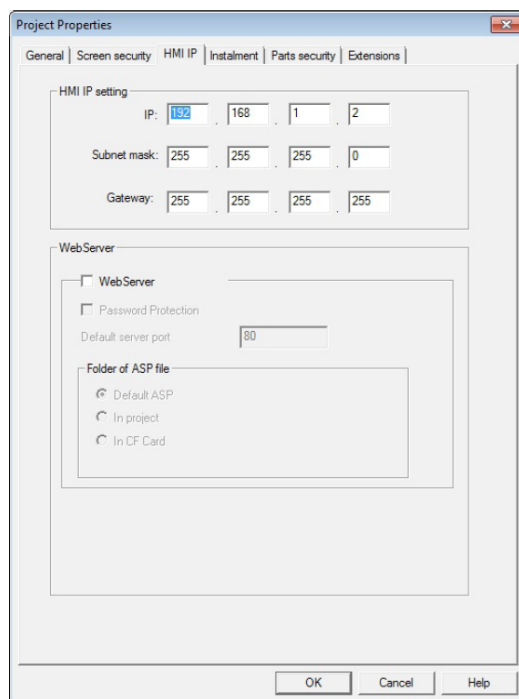 Project Properties
General Screen security HMI IP Instalment Parts security Extensions
HMI IP setting
IP: 192 . 168 . 1 . 2
Subnet mask: 255 . 255 . 255 . 0
Gateway: 255 . 255 . 255 . 255
WebServer
WebServer
Password Protection
Default server port 80
Folder of ASP file
Default ASP
In project
In CF Card
OK Cancel Help